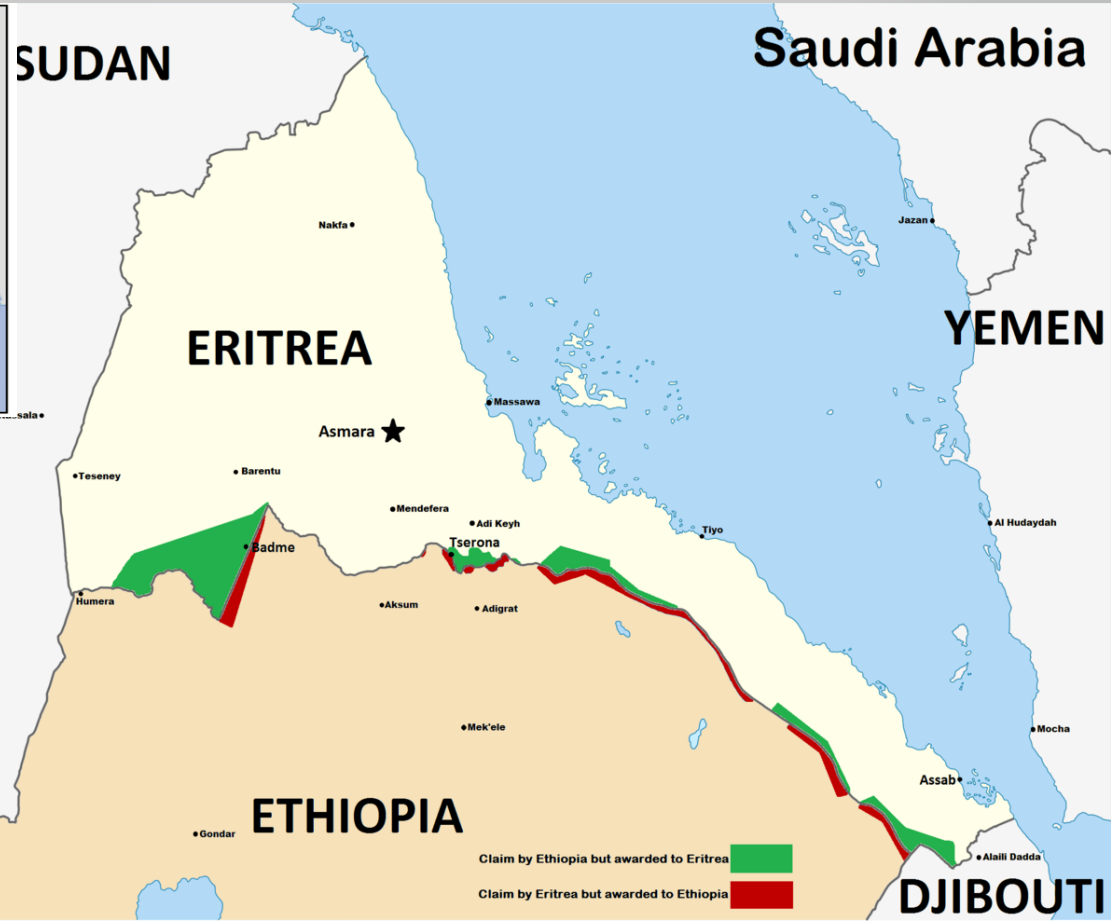 SUDAN
Saudi Arabia
Nakfa
Jazan
YEMEN
ERITREA
Massawa
Asmara
Barentu
Teseney
Mendefera
Adi Keyh
Al Hudaydah
Tiyo
Tserona
Badme
Humera
Aksum
Adigrat
Mek'ele
Mocha
Assab
ETHIOPIA
Gondar
Claim by Ethiopia but awarded to Eritrea
Alaili Dadda
Claim by Eritrea but awarded to Ethiopia
DJIBOUTI